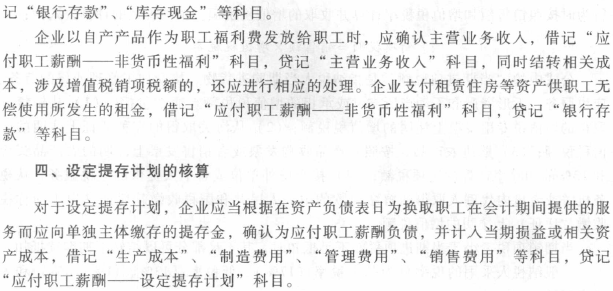 记“银行存款”、“库存现金”等科目。
企业以自产产品作为职工福利费发放给职工时，应确认主营业务收入，借记“应
付职工薪酬——非货币性福利”科目，贷记“主营业务收入”科目，同时结转相关成
本，涉及增值税销项税额的，还应进行相应的处理。企业支付租赁住房等资产供职工无
偿使用所发生的租金，借记“应付职工薪酬——非货币性福利”科目，贷记“银行存
款”等科目。
四、设定提存计划的核算
对于设定提存计划，企业应当根据在资产负债表日为换取职工在会计期间提供的服
务而应向单独主体缴存的提存金，确认为应付职工薪酬负债，并计入当期损益或相关资
产成本，借记“生产成本”、“制造费用”、“管理费用”、“销售费用”等科目，贷记
“应付职工薪酬——设定提存计划”科目。